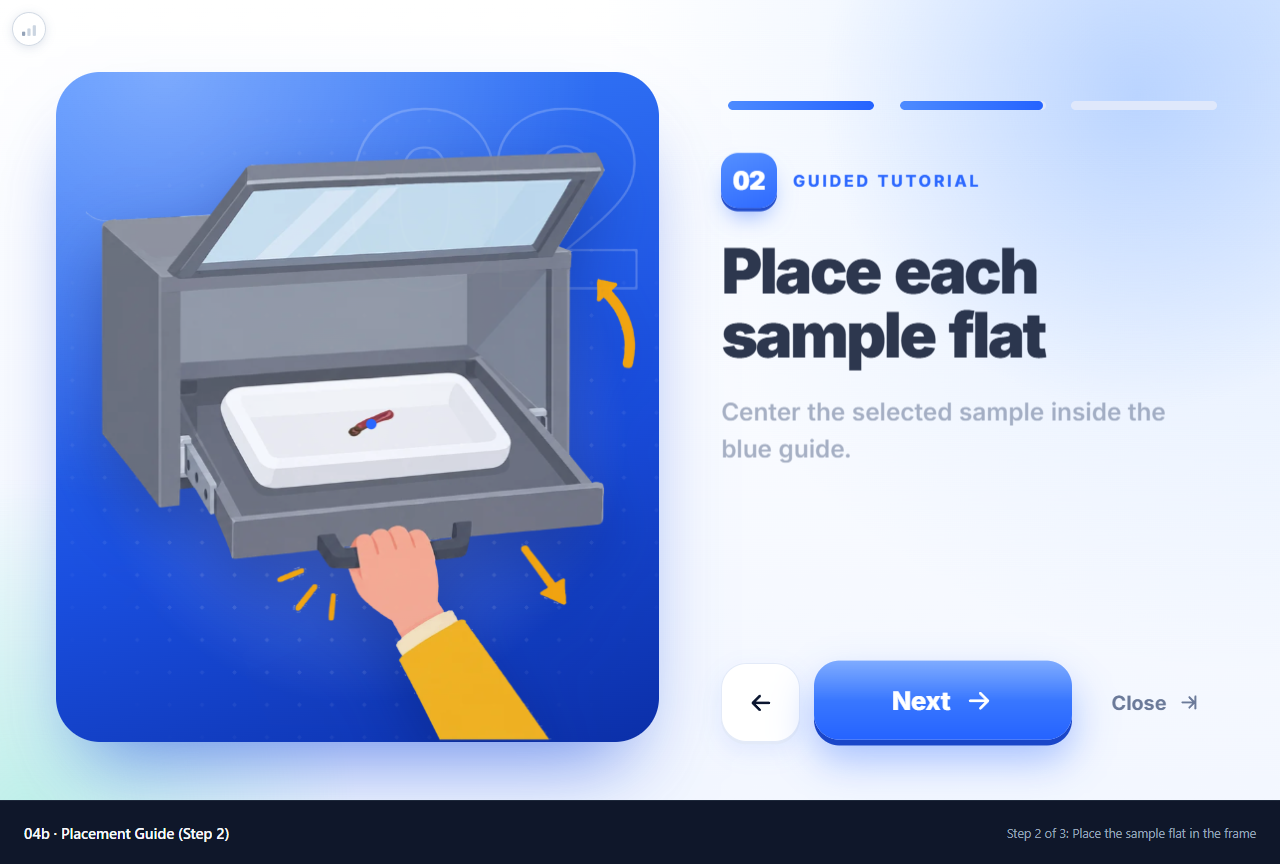 02
02
GUIDED TUTORIAL
Place each
sample flat
Center the selected sample inside the
blue guide.
Next
Close
04b · Placement Guide (Step 2)
Step 2 of 3: Place the sample flat in the frame